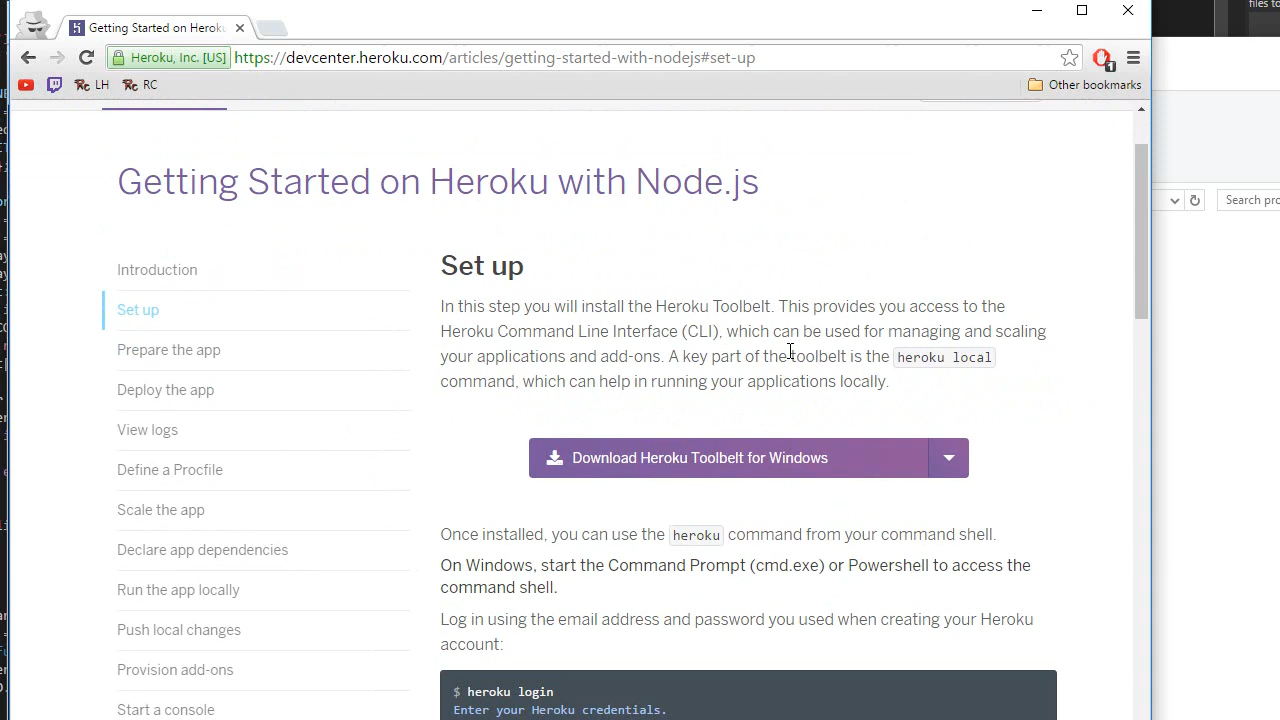 Getting Started on Heroku
files to
Heroku, Inc. [US] https://devcenter.heroku.com/articles/getting-started-with-nodejs#set-up
1
LH RC Other bookmarks
Search pro
Getting Started on Heroku with Node.js
Introduction
Set up
Prepare the app
Deploy the app
View logs
Define a Procfile
Scale the app
Declare app dependencies
Run the app locally
Push local changes
Provision add-ons
Start a console
Set up
In this step you will install the Heroku Toolbelt. This provides you access to the
Heroku Command Line Interface (CLI), which can be used for managing and scaling
your applications and add-ons. A key part of the toolbelt is the heroku local
command, which can help in running your applications locally.
Download Heroku Toolbelt for Windows
Once installed, you can use the heroku command from your command shell.
On Windows, start the Command Prompt (cmd.exe) or Powershell to access the
command shell.
Log in using the email address and password you used when creating your Heroku
account:
$ heroku login
Enter your Heroku credentials.